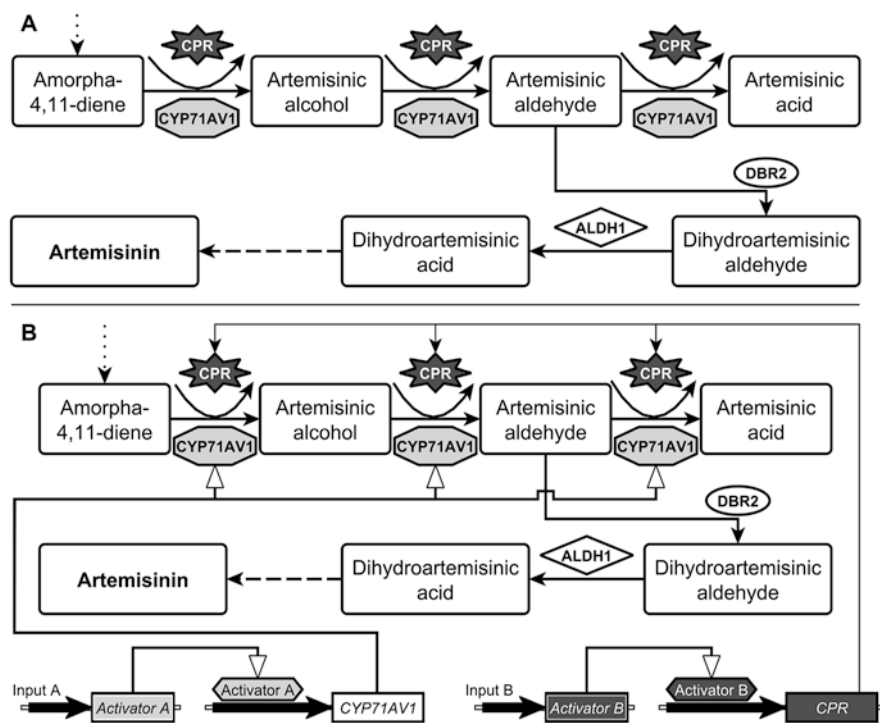 A
CPR
CPR
CPR
Amorpha-
4,11-diene
Artemisinic
alcohol
Artemisinic
aldehyde
Artemisinic
acid
CYP71AV1
CYP71AV1
CYP71AV1
DBR2
Artemisinin
Dihydroartemisinic
acid
ALDH1
Dihydroartemisinic
aldehyde
B
CPR
CPR
CPR
Amorpha-
4,11-diene
Artemisinic
alcohol
Artemisinic
aldehyde
Artemisinic
acid
CYP71AV1
CYP71AV1
CYP71AV1
DBR2
Artemisinin
Dihydroartemisinic
acid
ALDH1
Dihydroartemisinic
aldehyde
Input A
Activator A
Activator A
CYP71AV1
Input B
Activator B
Activator B
CPR